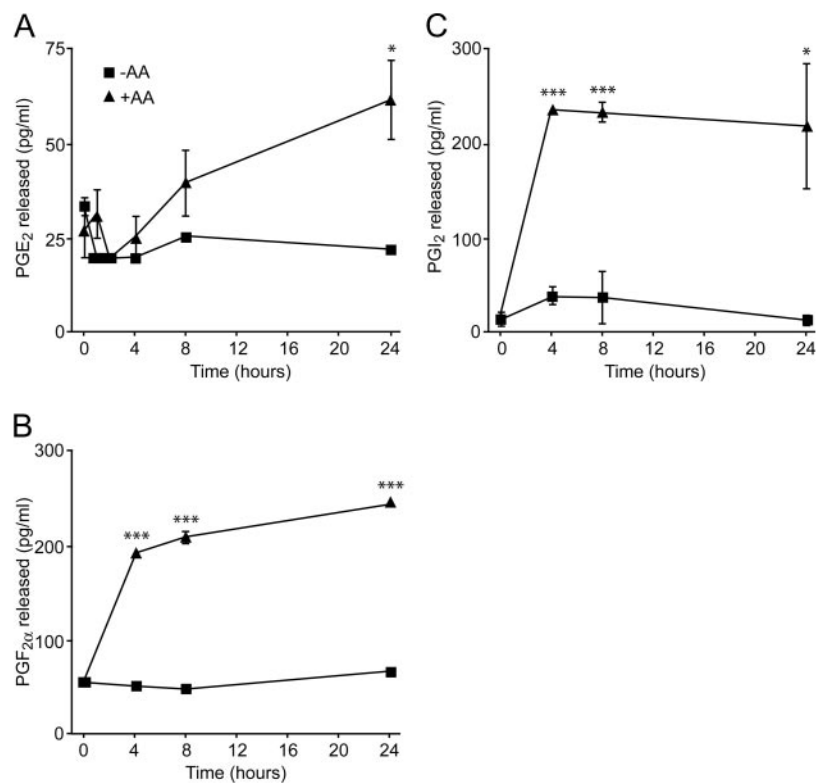 A
75
50
25
0
PGE2 released (pg/ml)
-AA
+AA
*
0 4 8 12 16 20 24
Time (hours)
C
300
200
100
0
PGI2 released (pg/ml)
*** *** *
0 4 8 12 16 20 24
Time (hours)
B
300
200
100
0
PGF2α released (pg/ml)
*** *** ***
0 4 8 12 16 20 24
Time (hours)